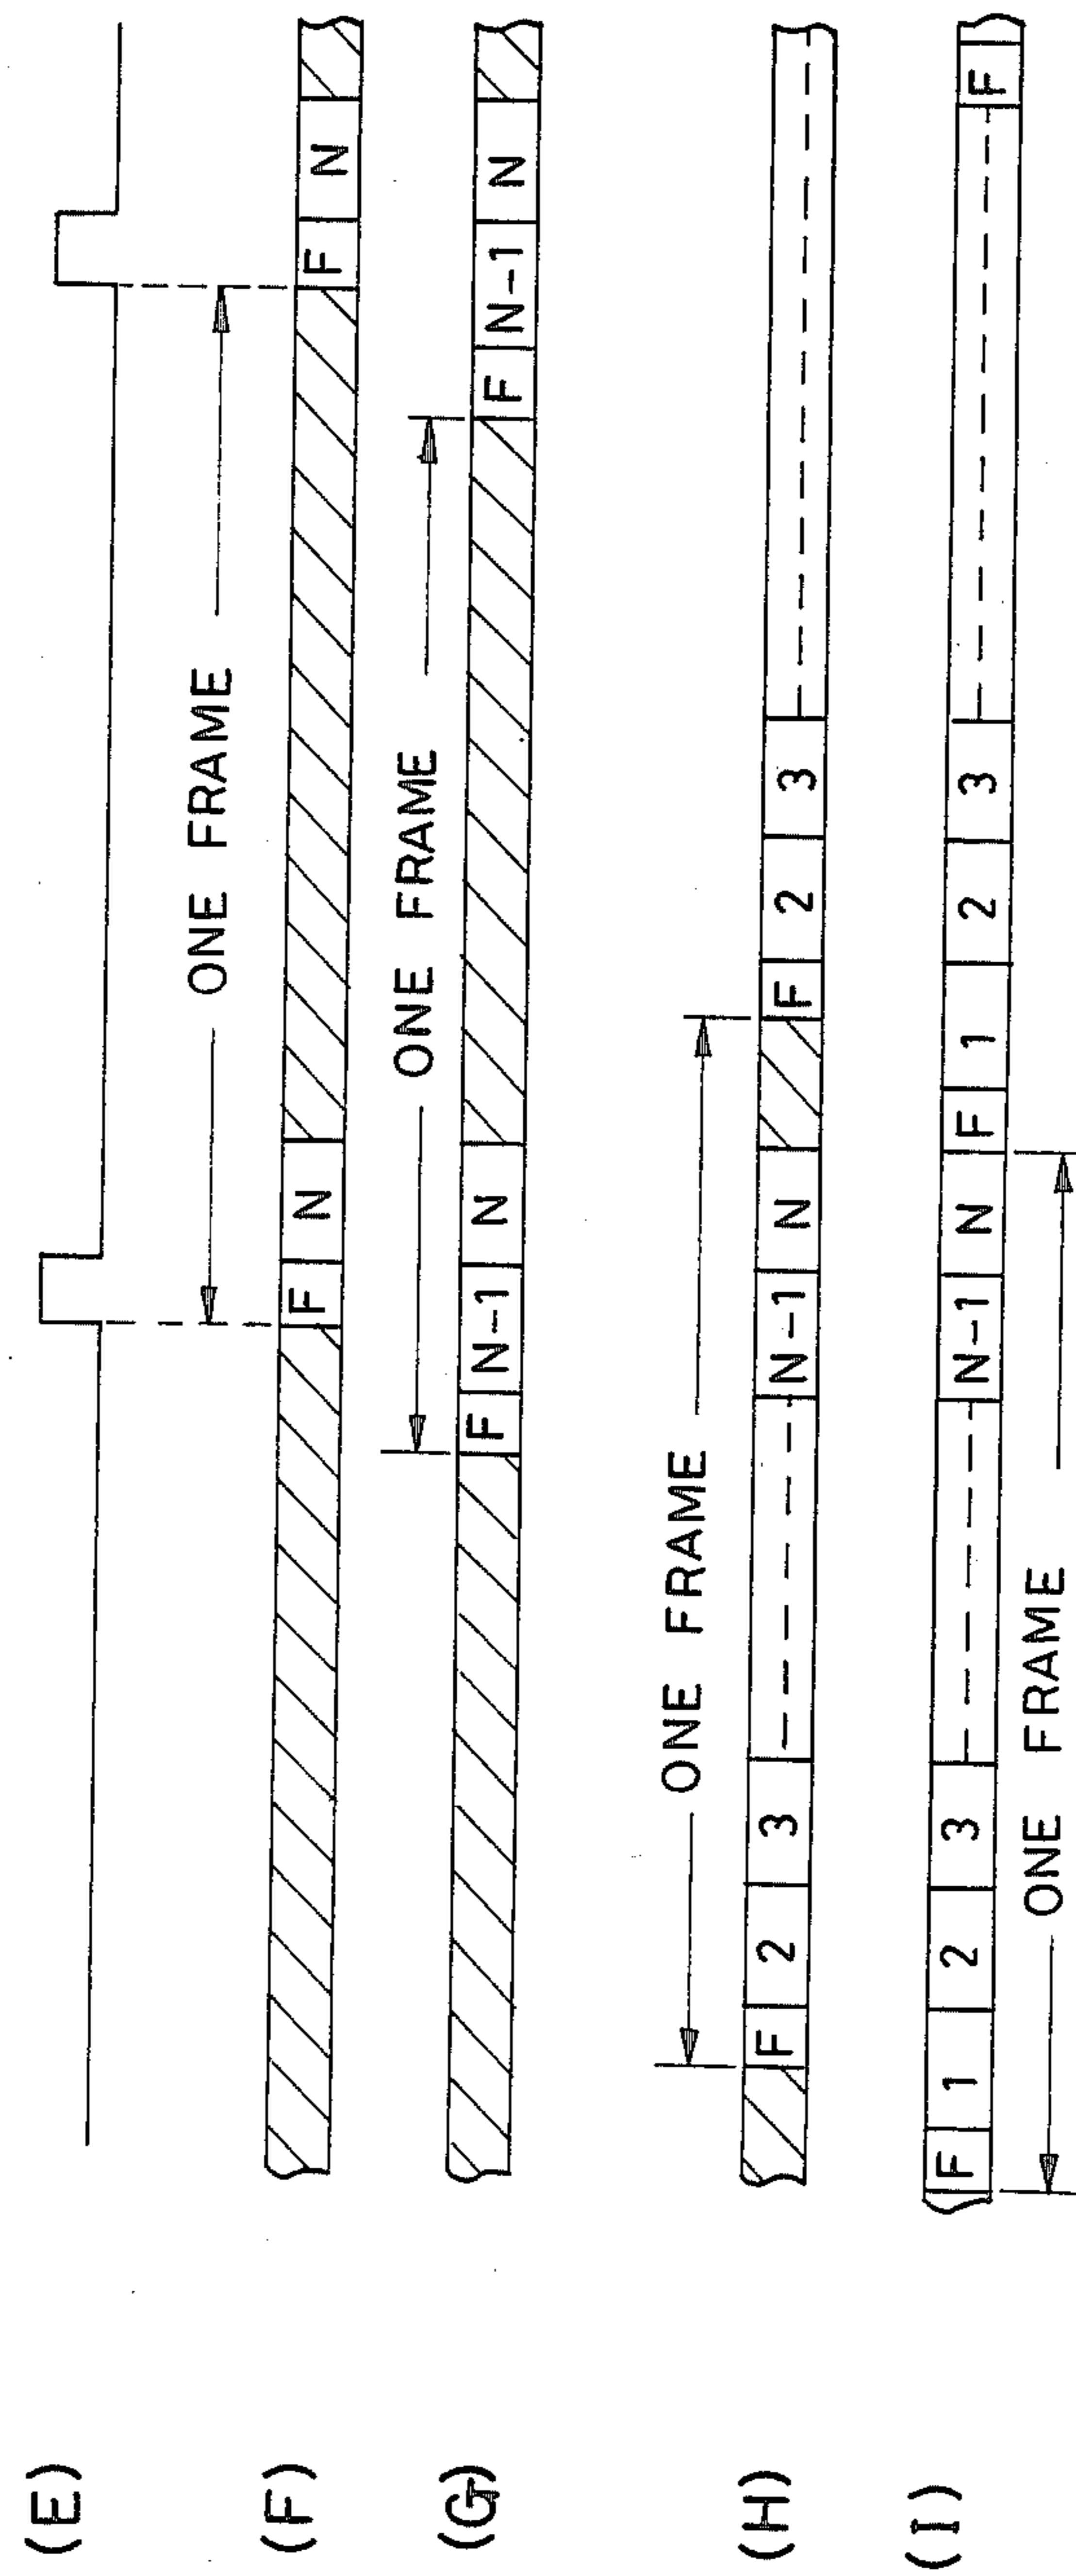 (E)
ONE FRAME
(F) F N F N
ONE FRAME
(G) F N-1 N F N-1 N
ONE FRAME
(H) F 2 3 N-1 N F 2 3
(I) F 1 2 3 N-1 N F 1 2 3 F
ONE FRAME